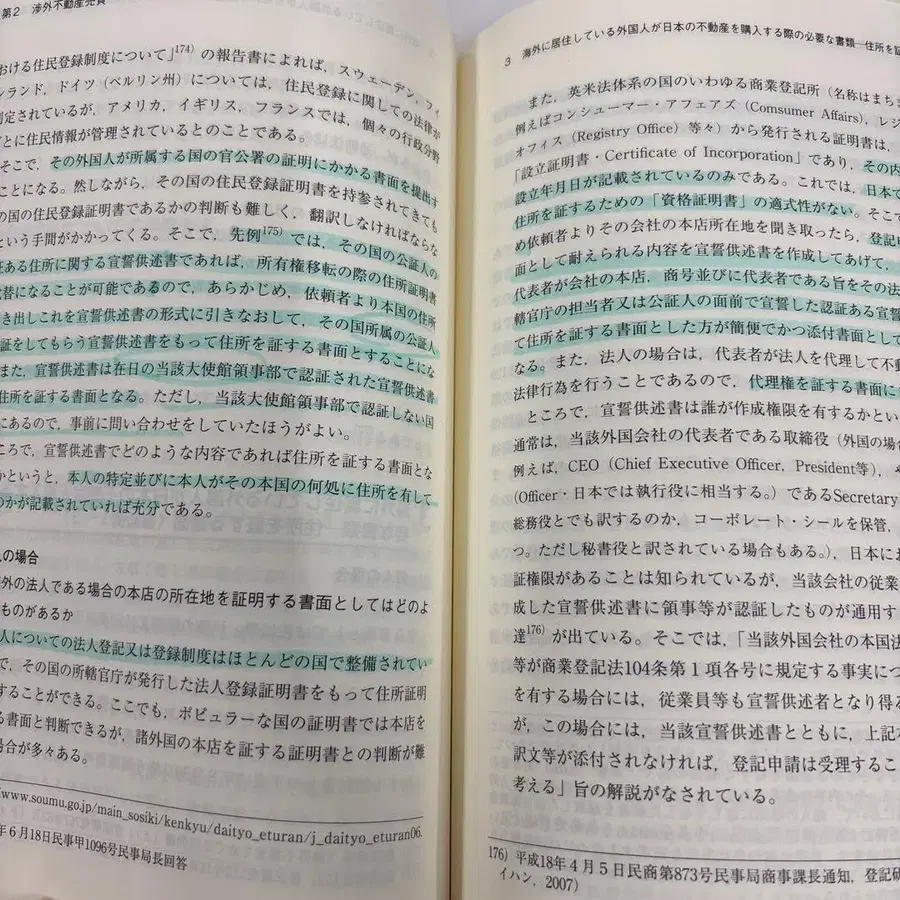 第2 渉外不動産売買
おける住民登録制度について」174) の報告書によれば，スウェーデン，フィ
ンランド，ドイツ（ベルリン州）については，住民登録に関しての法律が
制定されているが，アメリカ，イギリス，フランスでは，個々の行政分野
ごとに住民情報が管理されているとのことである。
そこで，その外国人が所属する国の官公署の証明にかかる書面を提出す
ことになる。然しながら，その国の住民登録証明書を持参されてきても
の国の住民登録証明書であるかの判断も難しく，翻訳しなければならな
という手間がかかってくる。そこで，先例175) では，その国の公証人の
証ある住所に関する宣誓供述書であれば，所有権移転の際の住所証明書
代替になることが可能であるので，あらかじめ，依頼者より本国の住所
き出しこれを宣誓供述書の形式に引きなおして，その国所属の公証人
証をしてもらう宣誓供述書をもって住所を証する書面とすることにな
また，宣誓供述書は在日の当該大使館領事部で認証された宣誓供述書
住所を証する書面となる。ただし，当該大使館領事部で認証しない国
にあるので，事前に問い合わせをしていたほうがよい。
ころで，宣誓供述書でどのような内容であれば住所を証する書面とな
かというと，本人の特定並びに本人がその本国の何処に住所を有して
のかが記載されていれば充分である。
人の場合
外の法人である場合の本店の所在地を証明する書面としてはどのよ
ものがあるか
人についての法人登記又は登録制度はほとんどの国で整備されてい
で，その国の所轄官庁が発行した法人登録証明書をもって住所証明
することができる。ここでも，ポピュラーな国の証明書では本店を
る書面と判断できるが，諸外国の本店を証する証明書との判断が難
場合が多々ある。
www.soumu.go.jp/main_sosiki/kenkyu/daityo_eturan/j_daityo_eturan06.
年6月18日民事甲1096号民事局長回答
3 海外に居住している外国人が日本の不動産を購入する際の必要な書類―住所を証
また，英米法体系の国のいわゆる商業登記所（名称はまちま
例えばコンシューマー・アフェアズ（Comsumer Affairs），レジ
オフィス（Registry Office）等々）から発行される証明書は，
「設立証明書・Certificate of Incorporation」であり，その内
設立年月日が記載されているのみである。これでは，日本で
住所を証するための「資格証明書」の適式性がない。そこで
め依頼者よりその会社の本店所在地を聞き取ったら，登記申
面として耐えられる内容を宣誓供述書を作成してあげて，
代表者が会社の本店，商号並びに代表者である旨をその法
轄官庁の担当者又は公証人の面前で宣誓した認証ある宣誓
て住所を証する書面とした方が簡便でかつ添付書面として
なる。また，法人の場合は，代表者が法人を代理して不動
法律行為を行うことであるので，代理権を証する書面に
ところで，宣誓供述書は誰が作成権限を有するかとい
通常は，当該外国会社の代表者である取締役（外国の場合
例えば，CEO（Chief Executive Officer，President等），や
（Officer・日本では執行役に相当する。）であるSecretary
総務役とでも訳するのか，コーポレート・シールを保管，
つ。ただし秘書役と訳されている場合もある。），日本にお
証権限があることは知られているが，当該会社の従業
成した宣誓供述書に領事等が認証したものが通用す
達176) が出ている。そこでは，「当該外国会社の本国法
等が商業登記法104条第1項各号に規定する事実につ
を有する場合には，従業員等も宣誓供述者となり得る
が，この場合には，当該宣誓供述書とともに，上記
訳文等が添付されなければ，登記申請は受理するこ
考える」旨の解説がなされている。
176) 平成18年4月5日民商第873号民事局商事課長通知，登記研
イハン，2007）